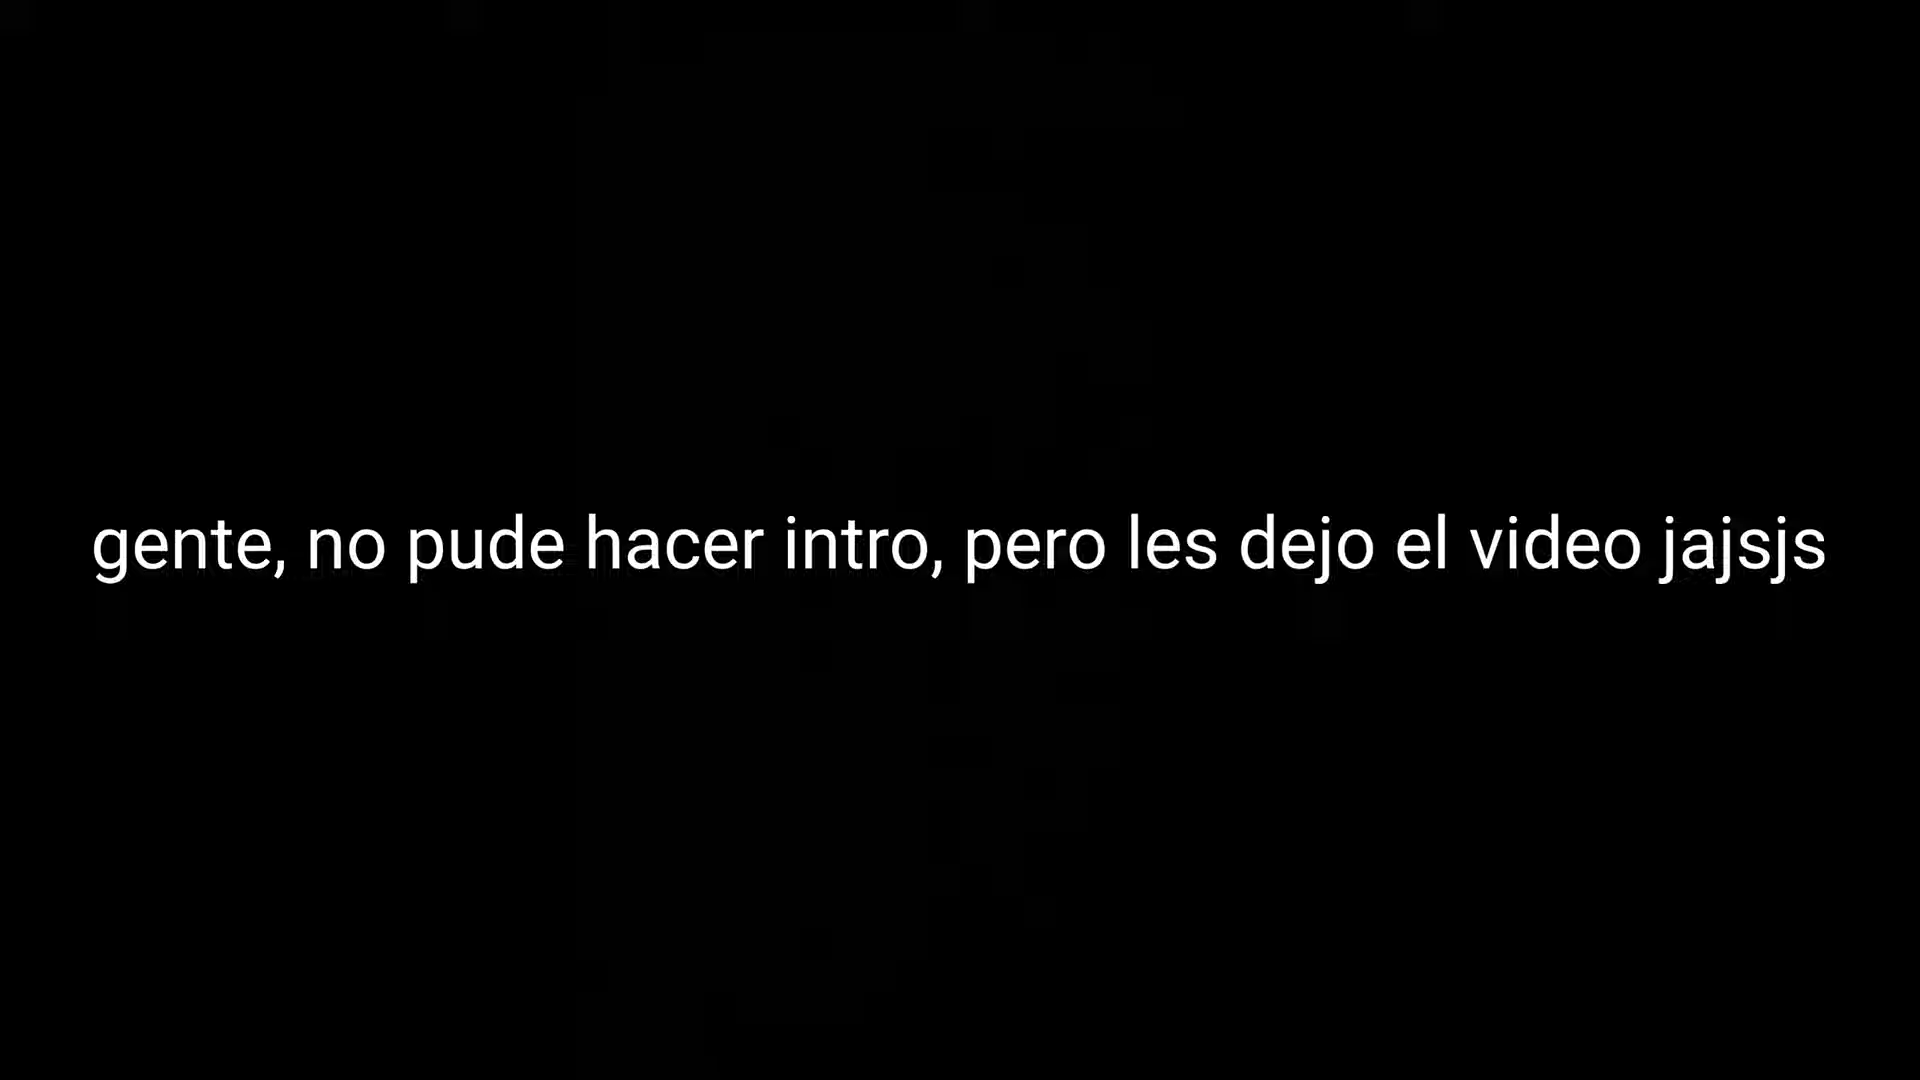 gente, no pude hacer intro, pero les dejo el video jajsjs